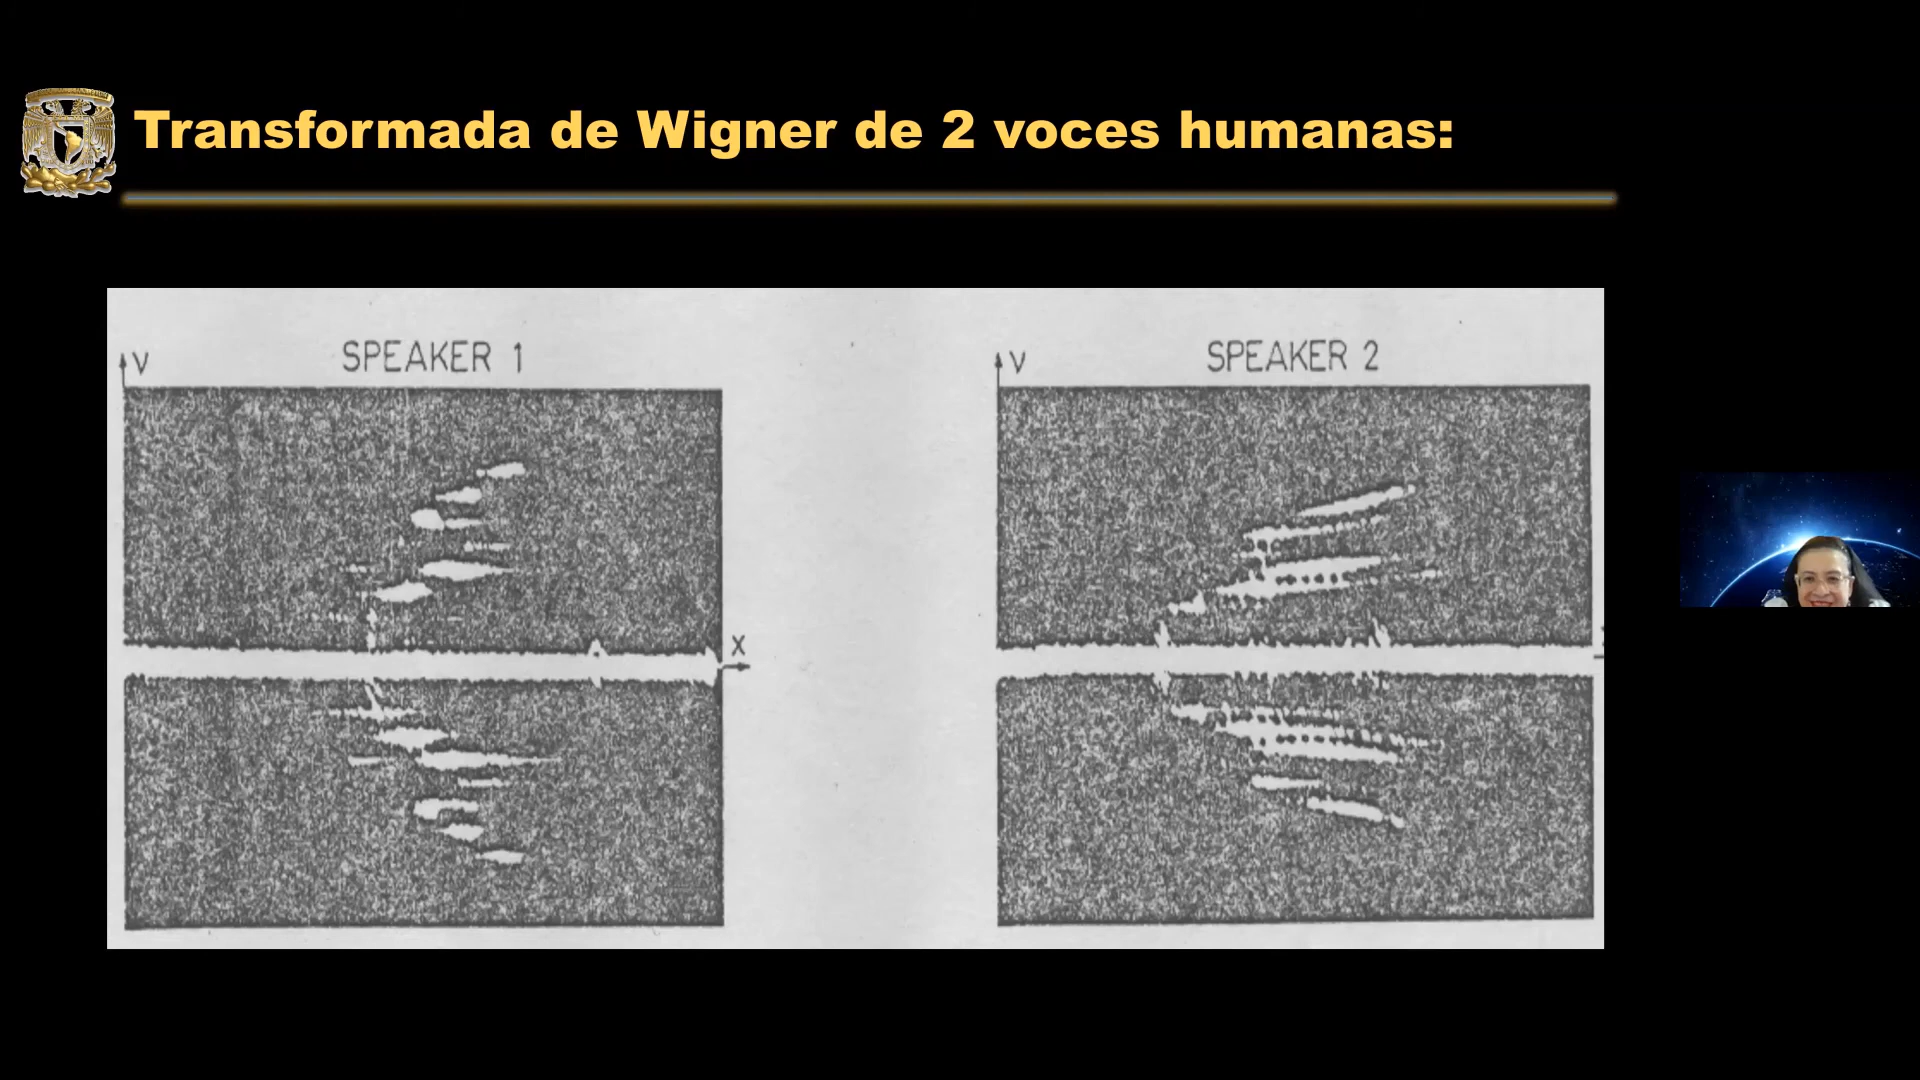 Transformada de Wigner de 2 voces humanas:
SPEAKER 1
SPEAKER 2
ν
ν
X